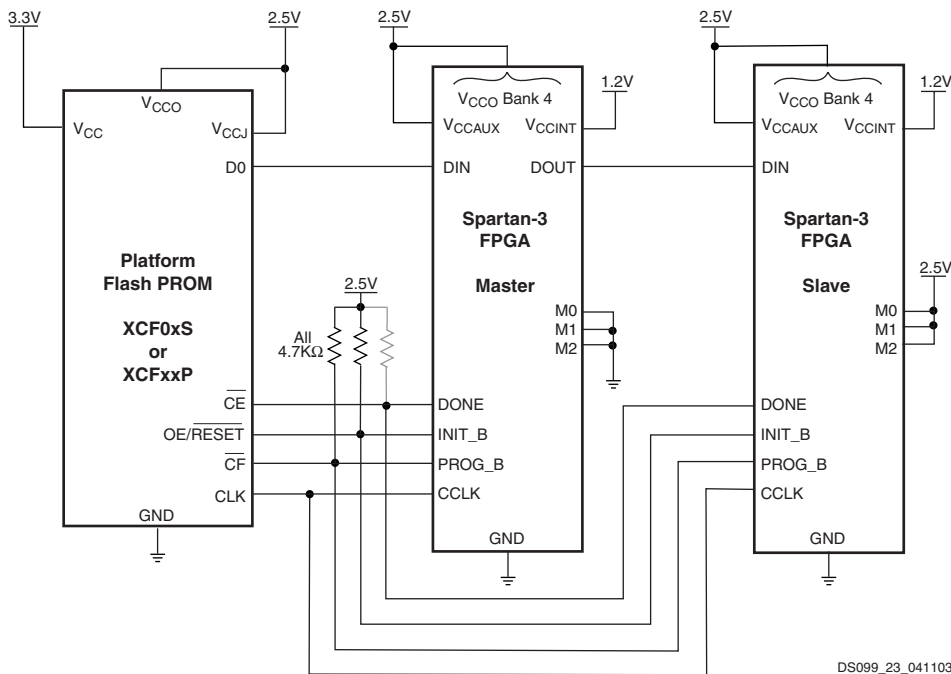 3.3V
2.5V
2.5V
2.5V
1.2V
1.2V
VCCO
VCC
VCCJ
D0
Platform
Flash PROM
XCF0xS
or
XCFxxP
CE
OE/RESET
CF
CLK
GND
2.5V
All
4.7KΩ
VCCO Bank 4
VCCAUX
VCCINT
DIN
DOUT
Spartan-3
FPGA
Master
M0
M1
M2
DONE
INIT_B
PROG_B
CCLK
GND
VCCO Bank 4
VCCAUX
VCCINT
DIN
Spartan-3
FPGA
Slave
2.5V
M0
M1
M2
DONE
INIT_B
PROG_B
CCLK
GND
DS099_23_041103